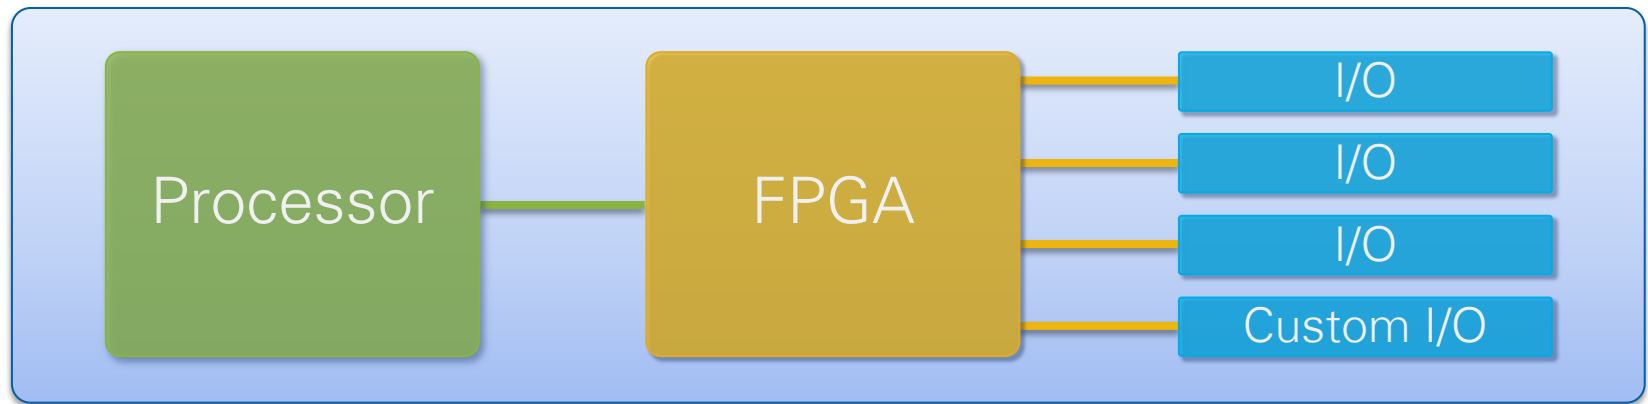 Processor
FPGA
I/O
I/O
I/O
Custom I/O